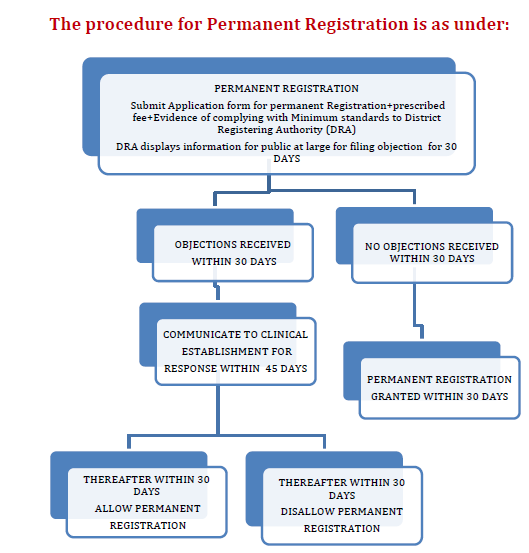 The procedure for Permanent Registration is as under:
PERMANENT REGISTRATION
Submit Application form for permanent Registration+prescribed
fee+Evidence of complying with Minimum standards to District
Registering Authority (DRA)
DRA displays information for public at large for filing objection for 30
DAYS
OBJECTIONS RECEIVED
WITHIN 30 DAYS
NO OBJECTIONS RECEIVED
WITHIN 30 DAYS
COMMUNICATE TO CLINICAL
ESTABLISHMENT FOR
RESPONSE WITHIN 45 DAYS
PERMANENT REGISTRATION
GRANTED WITHIN 30 DAYS
THEREAFTER WITHIN 30
DAYS
ALLOW PERMANENT
REGISTRATION
THEREAFTER WITHIN 30
DAYS
DISALLOW PERMANENT
REGISTRATION